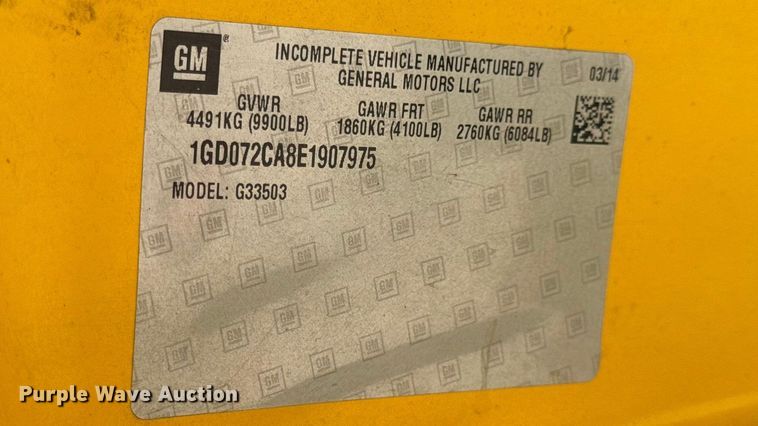 GM
INCOMPLETE VEHICLE MANUFACTURED BY
GENERAL MOTORS LLC
03/14
GVWR
4491KG (9900LB)
GAWR FRT
1860KG (4100LB)
GAWR RR
2760KG (6084LB)
1GD072CA8E1907975
MODEL: G33503
Purple Wave Auction